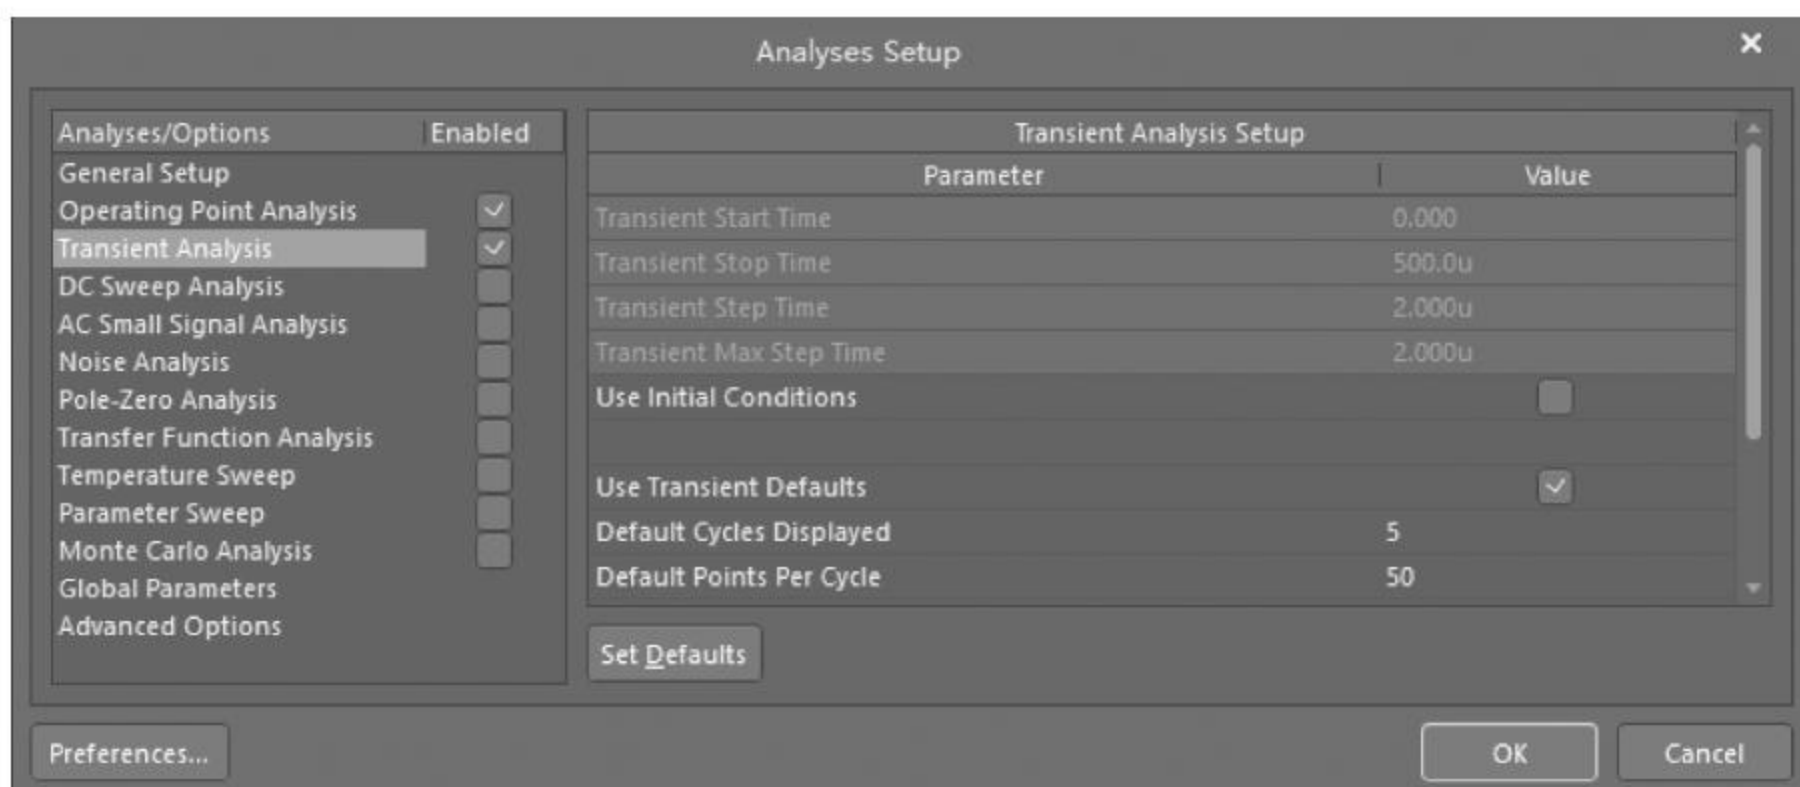 Analyses Setup
Analyses/Options Enabled
General Setup
Operating Point Analysis
Transient Analysis
DC Sweep Analysis
AC Small Signal Analysis
Noise Analysis
Pole-Zero Analysis
Transfer Function Analysis
Temperature Sweep
Parameter Sweep
Monte Carlo Analysis
Global Parameters
Advanced Options
Transient Analysis Setup
Parameter Value
Transient Start Time 0.000
Transient Stop Time 500.0u
Transient Step Time 2.000u
Transient Max Step Time 2.000u
Use Initial Conditions
Use Transient Defaults
Default Cycles Displayed 5
Default Points Per Cycle 50
Set Defaults
Preferences... OK Cancel